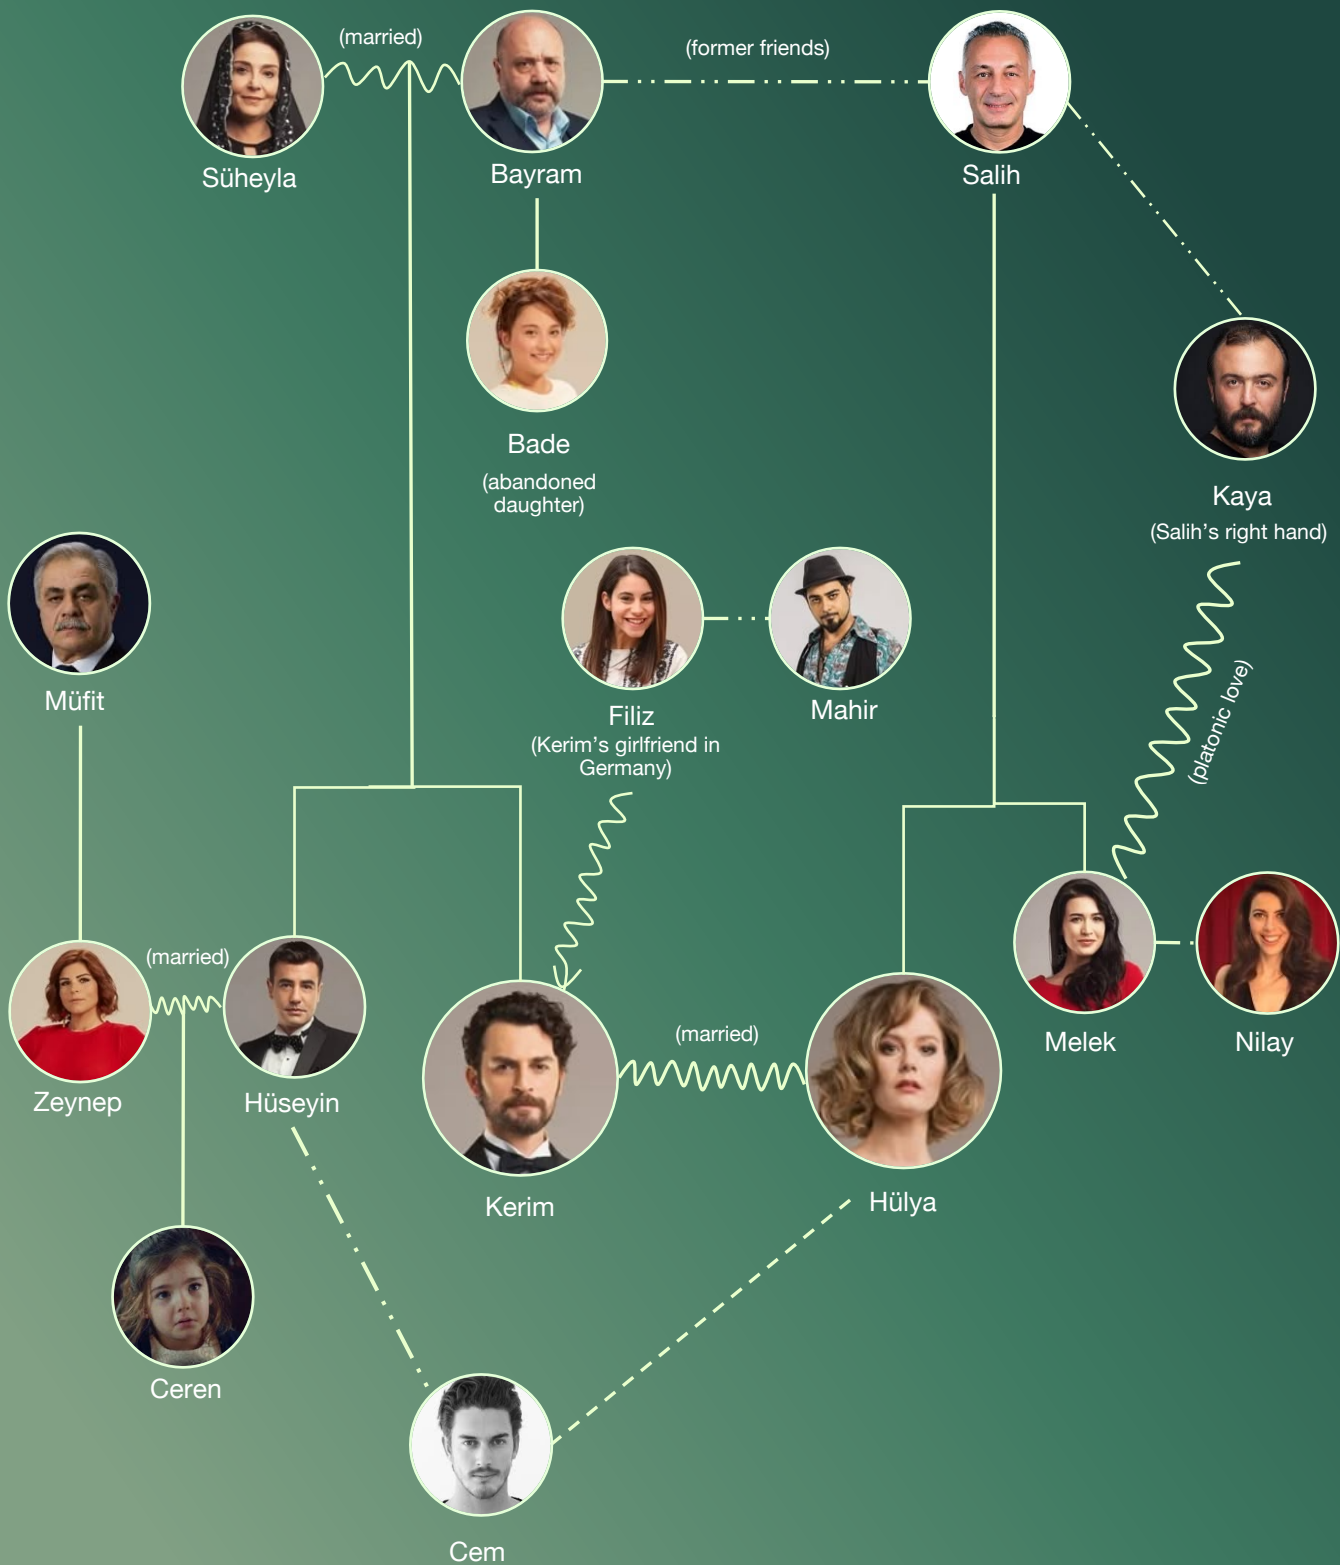 (married)
(former friends)
Süheyla
Bayram
Salih
Bade
(abandoned
daughter)
Kaya
(Salih's right hand)
Müfit
Filiz
(Kerim's girlfriend in
Germany)
Mahir
(platonic love)
(married)
(married)
Zeynep
Hüseyin
Kerim
Hülya
Melek
Nilay
Ceren
Cem